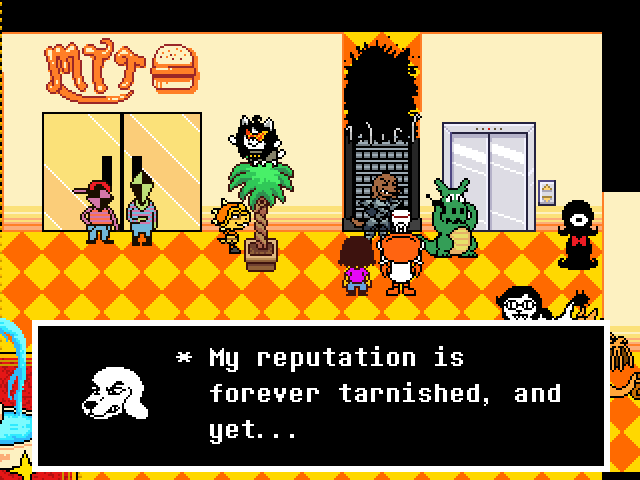 MTT
* My reputation is
forever tarnished, and
yet...